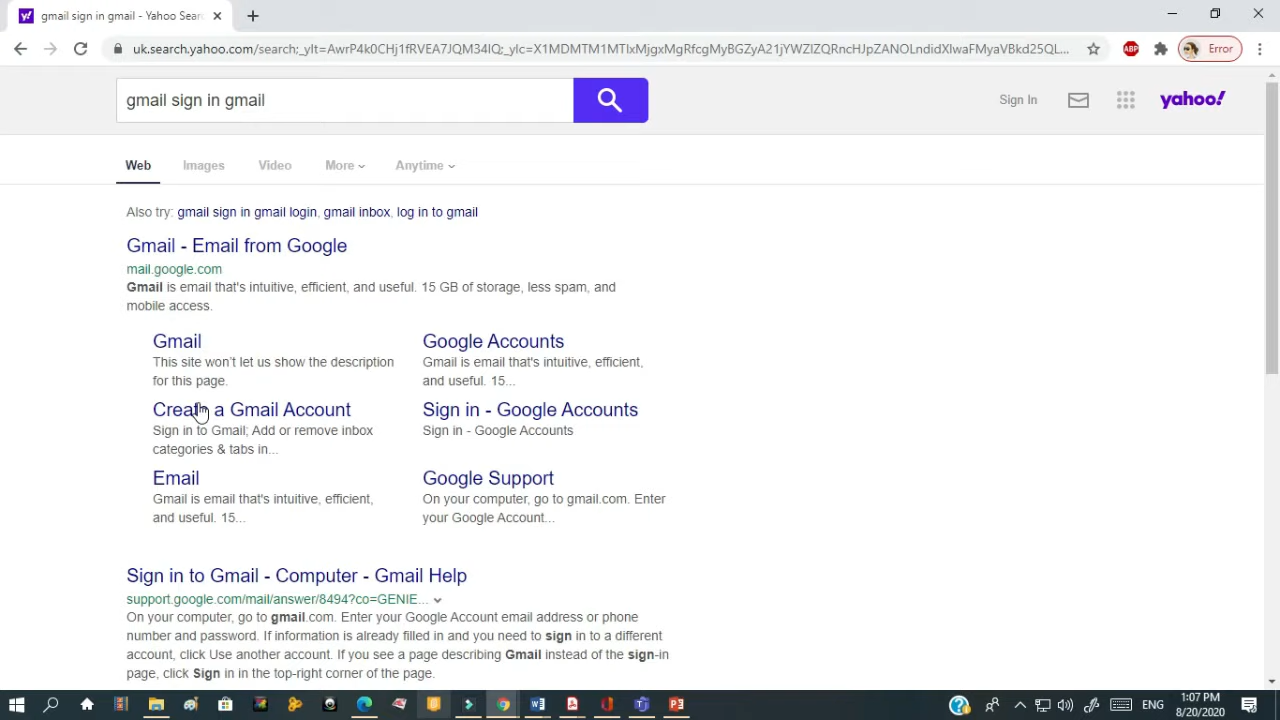 gmail sign in gmail - Yahoo Sear
uk.search.yahoo.com/search;_ylt=AwrP4k0CHj1fRVEA7JQM34lQ;_ylc=X1MDMTM1MTIxMjgxMgRfcgMyBGZyA21jYWZlZQRncHJpZANOLndidXlwaFMyaVBkd25QL...
ABP
Error
gmail sign in gmail
Sign In
yahoo!
Web
Images
Video
More
Anytime
Also try: gmail sign in gmail login, gmail inbox, log in to gmail
Gmail - Email from Google
mail.google.com
Gmail is email that's intuitive, efficient, and useful. 15 GB of storage, less spam, and
mobile access.
Gmail
This site won't let us show the description
for this page.
Google Accounts
Gmail is email that's intuitive, efficient,
and useful. 15...
Create a Gmail Account
Sign in to Gmail; Add or remove inbox
categories & tabs in...
Sign in - Google Accounts
Sign in - Google Accounts
Email
Gmail is email that's intuitive, efficient,
and useful. 15...
Google Support
On your computer, go to gmail.com. Enter
your Google Account...
Sign in to Gmail - Computer - Gmail Help
support.google.com/mail/answer/8494?co=GENIE...
On your computer, go to gmail.com. Enter your Google Account email address or phone
number and password. If information is already filled in and you need to sign in to a different
account, click Use another account. If you see a page describing Gmail instead of the sign-in
page, click Sign in in the top-right corner of the page.
ENG
1:07 PM
8/20/2020